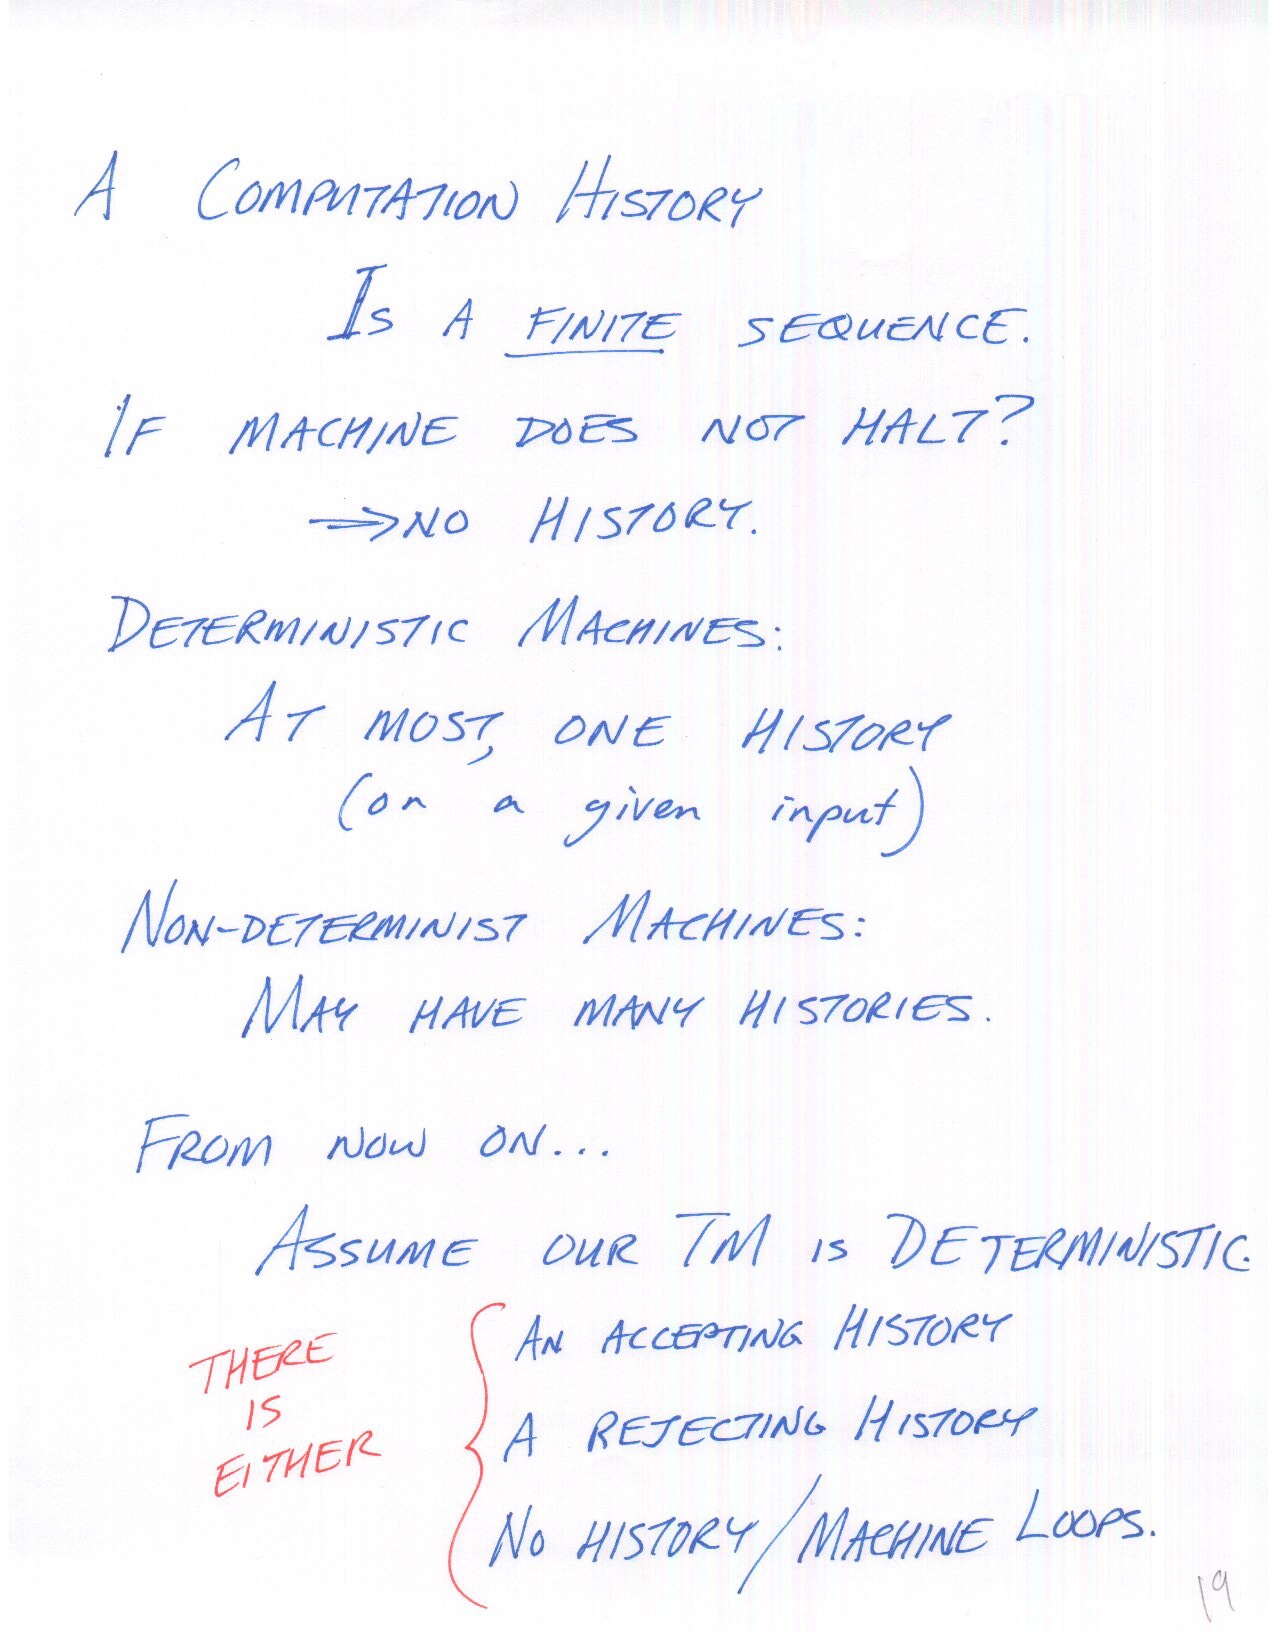 A COMPUTATION HISTORY
IS A FINITE SEQUENCE.
IF MACHINE DOES NOT HALT?
⇒ NO HISTORY.
DETERMINISTIC MACHINES:
AT MOST, ONE HISTORY
(on a given input)
NON-DETERMINIST MACHINES:
MAY HAVE MANY HISTORIES.
FROM NOW ON...
ASSUME OUR TM IS DETERMINISTIC.
THERE
IS
EITHER
AN ACCEPTING HISTORY
A REJECTING HISTORY
NO HISTORY/MACHINE LOOPS.
19